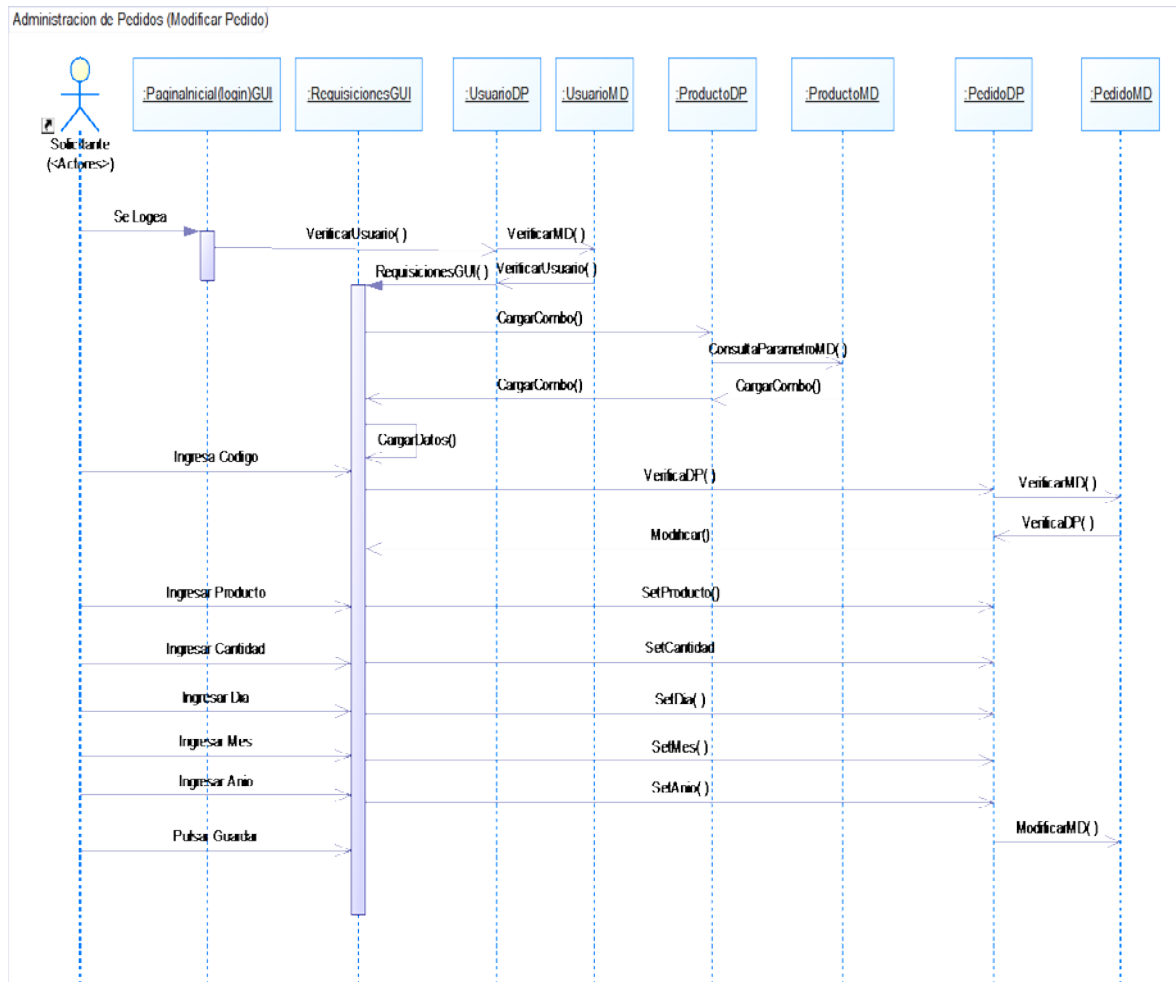 Administracion de Pedidos (Modificar Pedido)
:PaginaInicial(login)GUI
:RequisicionesGUI
:UsuarioDP
:UsuarioMD
:ProductoDP
:ProductoMD
:PedidoDP
:PedidoMD
Solicitante
(<Actores>)
Se Logea
VerificarUsuario( )
VerificarMD( )
VerificarUsuario( )
RequisicionesGUI( )
CargarCombo()
ConsultaParametroMD( )
CargarCombo()
CargarCombo()
CargarDatos()
Ingresa Codigo
VerificaDP( )
VerificarMD( )
VerificaDP( )
Modificar()
Ingresar Producto
SetProducto()
Ingresar Cantidad
SetCantidad
Ingresar Dia
SetDia( )
Ingresar Mes
SetMes( )
Ingresar Anio
SetAnio( )
ModificarMD( )
Pulsar Guardar